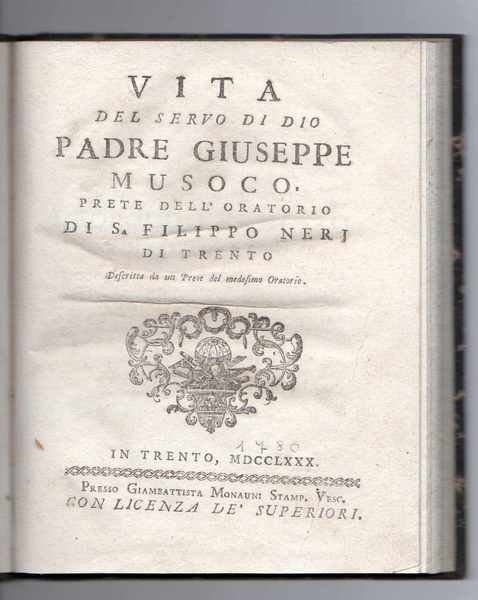 VITA
DEL SERVO DI DIO
PADRE GIUSEPPE
MUSOCO,
PRETE DELL' ORATORIO
DI S. FILIPPO NERJ
DI TRENTO
Descritta da un Prete del medesimo Oratorio.
1780
IN TRENTO, MDCCLXXX.
PRESSO GIAMBATTISTA MONAUNI STAMP. VESC.
CON LICENZA DE' SUPERIORI.